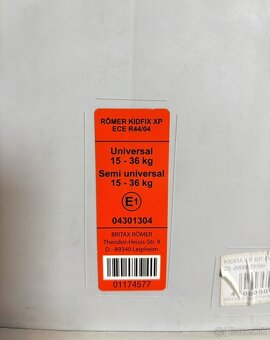 RÖMER KIDFIX XP
ECE R44/04
Universal
15 - 36 kg
Semi universal
15 - 36 kg
E1
04301304
BRITAX RÖMER
Theodor-Heuss-Str. 9
D - 89340 Leipheim
01174577